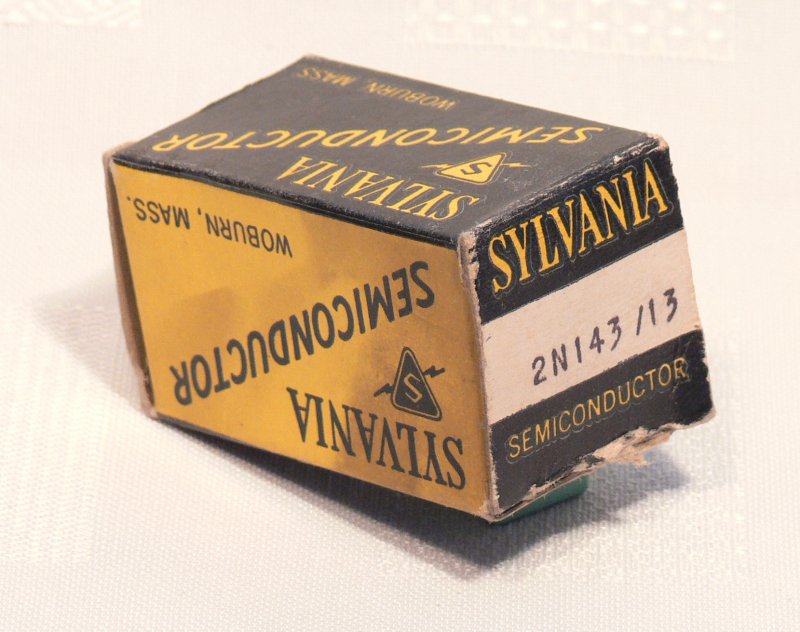 WOBURN, MASS.
SEMICONDUCTOR
SYLVANIA
S
WOBURN, MASS.
SEMICONDUCTOR
S
SYLVANIA
SYLVANIA
2N143/13
SEMICONDUCTOR